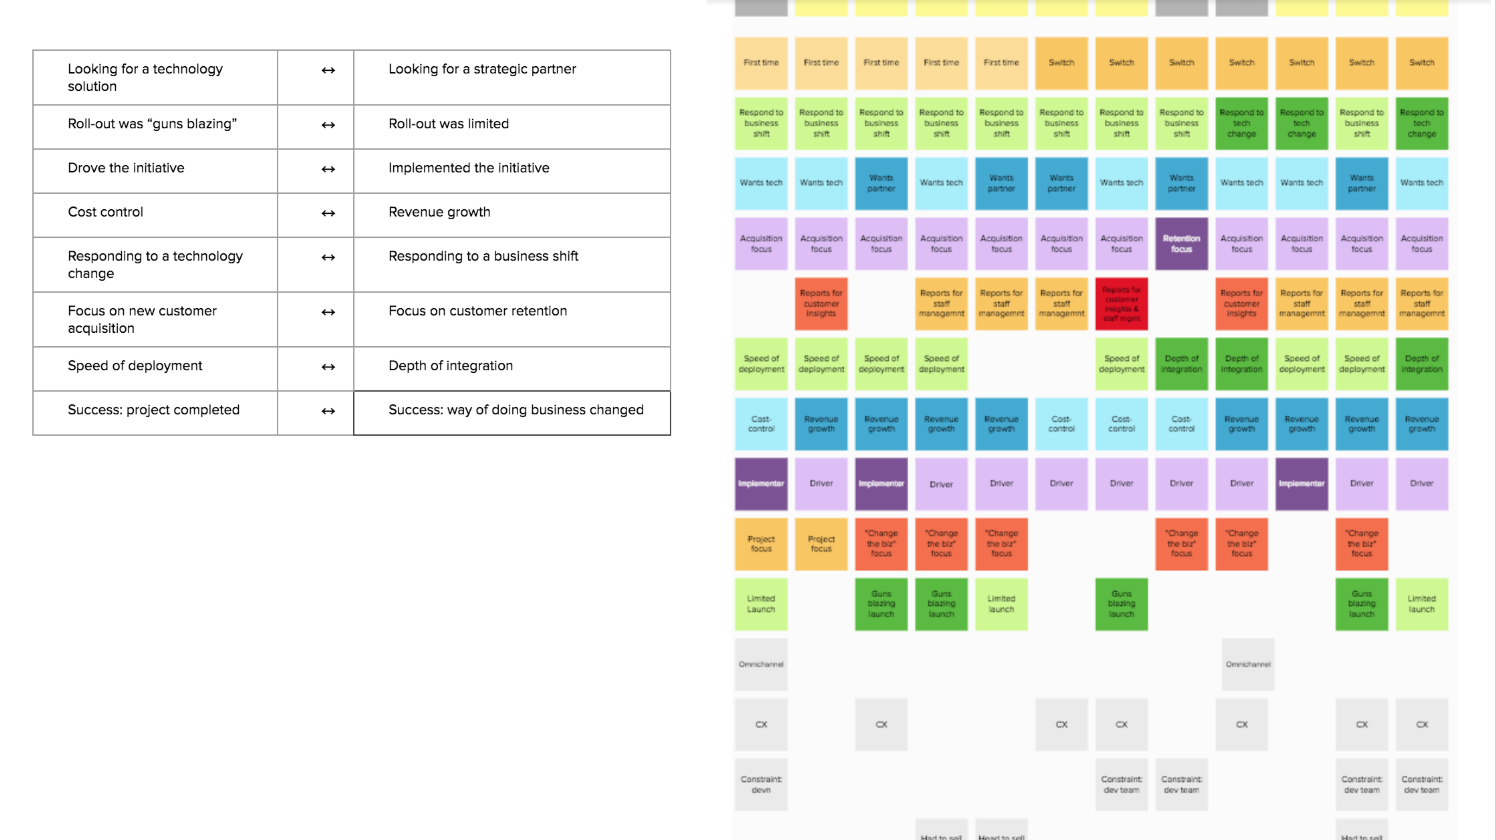 Looking for a technology
solution
↔
Looking for a strategic partner
Roll-out was “guns blazing”
↔
Roll-out was limited
Drove the initiative
↔
Implemented the initiative
Cost control
↔
Revenue growth
Responding to a technology
change
↔
Responding to a business shift
Focus on new customer
acquisition
↔
Focus on customer retention
Speed of deployment
↔
Depth of integration
Success: project completed
↔
Success: way of doing business changed
First time
First time
First time
First time
First time
Switch
Switch
Switch
Switch
Switch
Switch
Switch
Respond to
business
shift
Respond to
business
shift
Respond to
business
shift
Respond to
business
shift
Respond to
business
shift
Respond to
business
shift
Respond to
business
shift
Respond to
business
shift
Respond to
tech
change
Respond to
tech
change
Respond to
business
shift
Respond to
tech
change
Wants tech
Wants tech
Wants
partner
Wants tech
Wants
partner
Wants
partner
Wants tech
Wants
partner
Wants tech
Wants tech
Wants
partner
Wants tech
Acquisition
focus
Acquisition
focus
Acquisition
focus
Acquisition
focus
Acquisition
focus
Acquisition
focus
Acquisition
focus
Retention
focus
Acquisition
focus
Acquisition
focus
Acquisition
focus
Acquisition
focus
Reports for
customer
insights
Reports for
staff
managemnt
Reports for
staff
managemnt
Reports for
staff
managemnt
Reports for
customer
insights &
staff mgmt
Reports for
customer
insights
Reports for
staff
managemnt
Reports for
staff
managemnt
Reports for
staff
managemnt
Speed of
deployment
Speed of
deployment
Speed of
deployment
Speed of
deployment
Speed of
deployment
Depth of
integration
Depth of
integration
Speed of
deployment
Speed of
deployment
Depth of
integration
Cost-
control
Revenue
growth
Revenue
growth
Revenue
growth
Revenue
growth
Cost-
control
Cost-
control
Cost-
control
Revenue
growth
Revenue
growth
Revenue
growth
Revenue
growth
Implementer
Driver
Implementer
Driver
Driver
Driver
Driver
Driver
Driver
Implementer
Driver
Driver
Project
focus
Project
focus
"Change
the biz"
focus
"Change
the biz"
focus
"Change
the biz"
focus
"Change
the biz"
focus
"Change
the biz"
focus
"Change
the biz"
focus
Limited
Launch
Guns
blazing
launch
Guns
blazing
launch
Limited
launch
Guns
blazing
launch
Guns
blazing
launch
Limited
launch
Omnichannel
Omnichannel
CX
CX
CX
CX
CX
CX
CX
Constraint:
devn
Constraint:
dev team
Constraint:
dev team
Constraint:
dev team
Constraint:
dev team
Had to sell
Head to sell
Had to sell